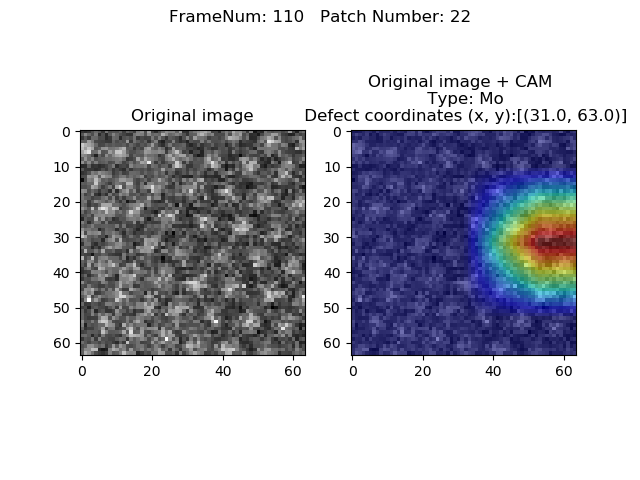 FrameNum: 110   Patch Number: 22
Original image
Original image + CAM
Type: Mo
Defect coordinates (x, y):[(31.0, 63.0)]
0
10
20
30
40
50
60
0 20 40 60
0
10
20
30
40
50
60
0 20 40 60